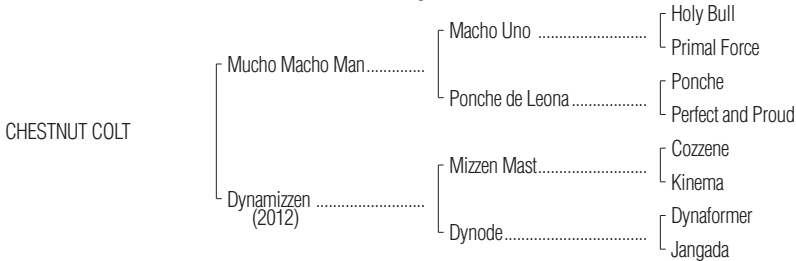 Holy Bull
Macho Uno ............................
Primal Force
Mucho Macho Man..............
Ponche
Ponche de Leona...................
Perfect and Proud
CHESTNUT COLT
Cozzene
Mizzen Mast...........................
Kinema
Dynamizzen ...........................
(2012)
Dynaformer
Dynode...................................
Jangada